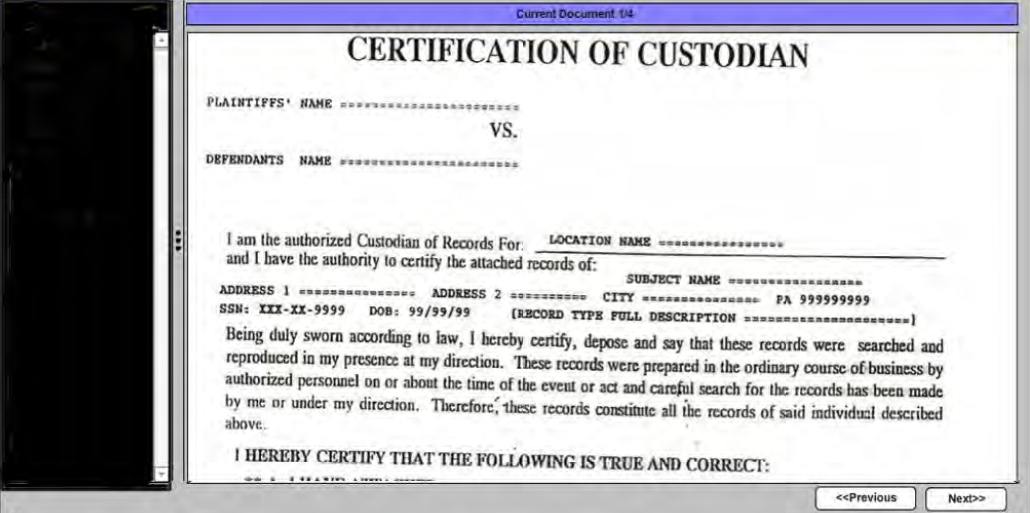 Current Document 1/4
CERTIFICATION OF CUSTODIAN
PLAINTIFFS' NAME =======================
VS.
DEFENDANTS NAME =======================
I am the authorized Custodian of Records For: LOCATION NAME ================
and I have the authority to certify the attached records of:
SUBJECT NAME =================
ADDRESS 1 =============== ADDRESS 2 ========== CITY =============== PA 999999999
SSN: XXX-XX-9999 DOB: 99/99/99 [RECORD TYPE FULL DESCRIPTION =====================]
Being duly sworn according to law, I hereby certify, depose and say that these records were searched and
reproduced in my presence at my direction. These records were prepared in the ordinary course of business by
authorized personnel on or about the time of the event or act and careful search for the records has been made
by me or under my direction. Therefore, these records constitute all the records of said individual described
above.
I HEREBY CERTIFY THAT THE FOLLOWING IS TRUE AND CORRECT:
<<Previous Next>>